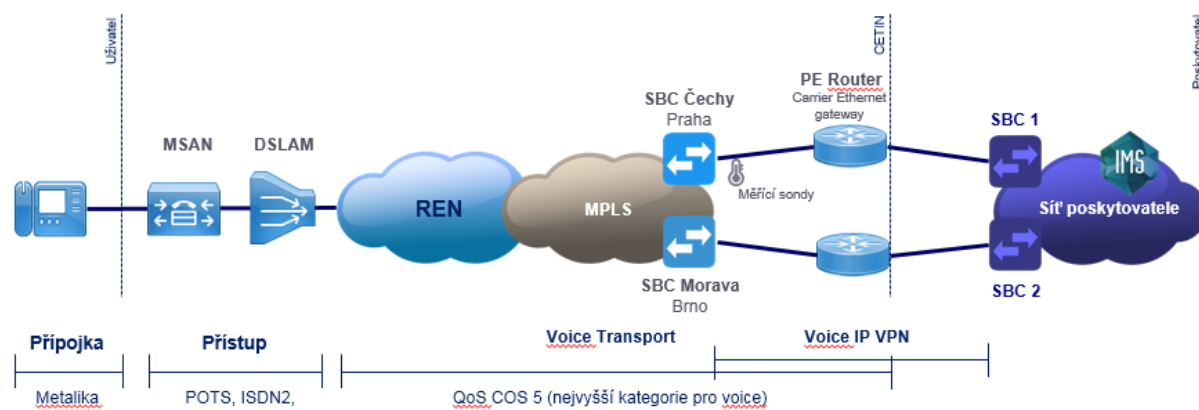 Uživatel
CETIN
Poskytovatel
PE Router
Carrier Ethernet
gateway
SBC Čechy
Praha
SBC 1
MSAN
DSLAM
IMS
REN
MPLS
Měřící sondy
Síť poskytovatele
SBC Morava
Brno
SBC 2
Přípojka
Přístup
Voice Transport
Voice IP VPN
Metalika
POTS, ISDN2,
QoS COS 5 (nejvyšší kategorie pro voice)